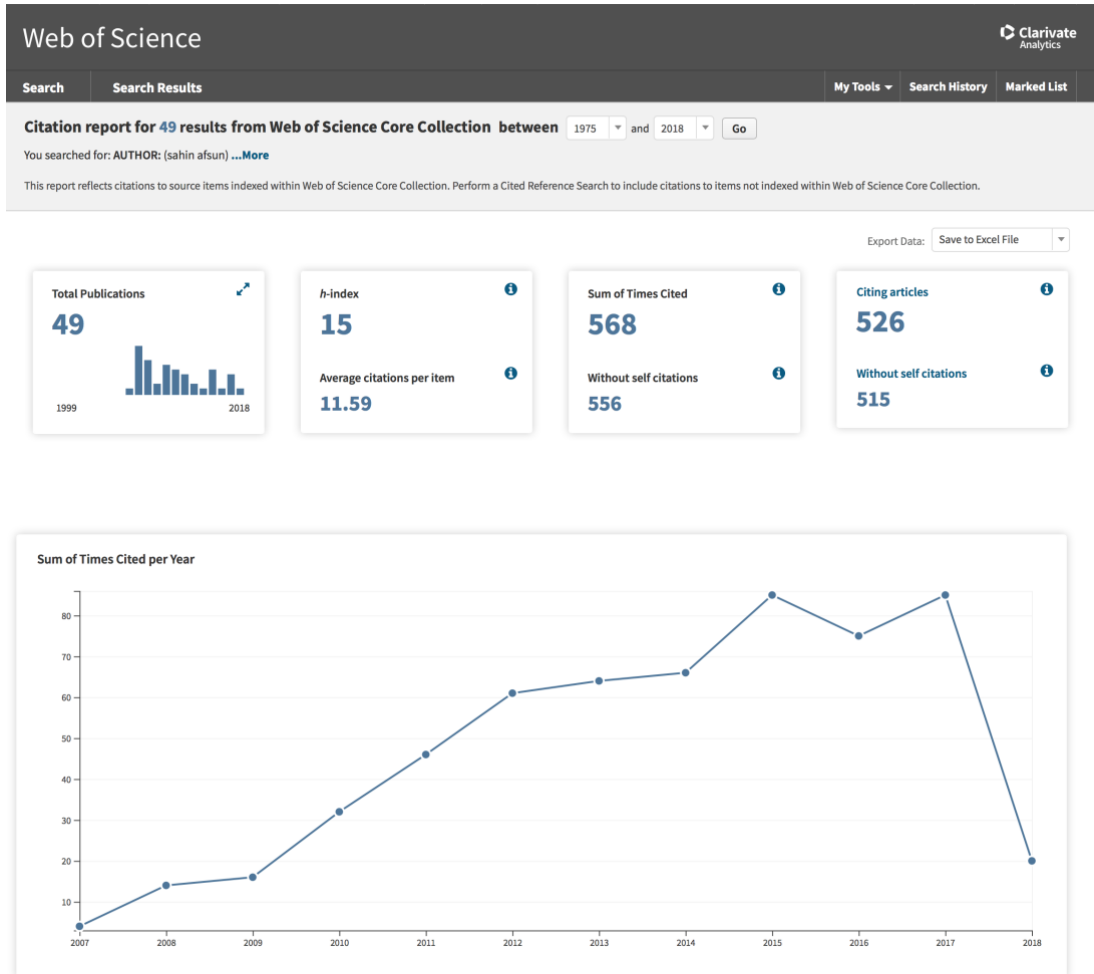 Web of Science
Clarivate
Analytics
Search
Search Results
My Tools
Search History
Marked List
Citation report for 49 results from Web of Science Core Collection between 1975 and 2018 Go
You searched for: AUTHOR: (sahin afsun) ...More
This report reflects citations to source items indexed within Web of Science Core Collection. Perform a Cited Reference Search to include citations to items not indexed within Web of Science Core Collection.
Export Data: Save to Excel File
Total Publications
49
1999
2018
h-index
15
Average citations per item
11.59
Sum of Times Cited
568
Without self citations
556
Citing articles
526
Without self citations
515
Sum of Times Cited per Year
80
70
60
50
40
30
20
10
2007
2008
2009
2010
2011
2012
2013
2014
2015
2016
2017
2018